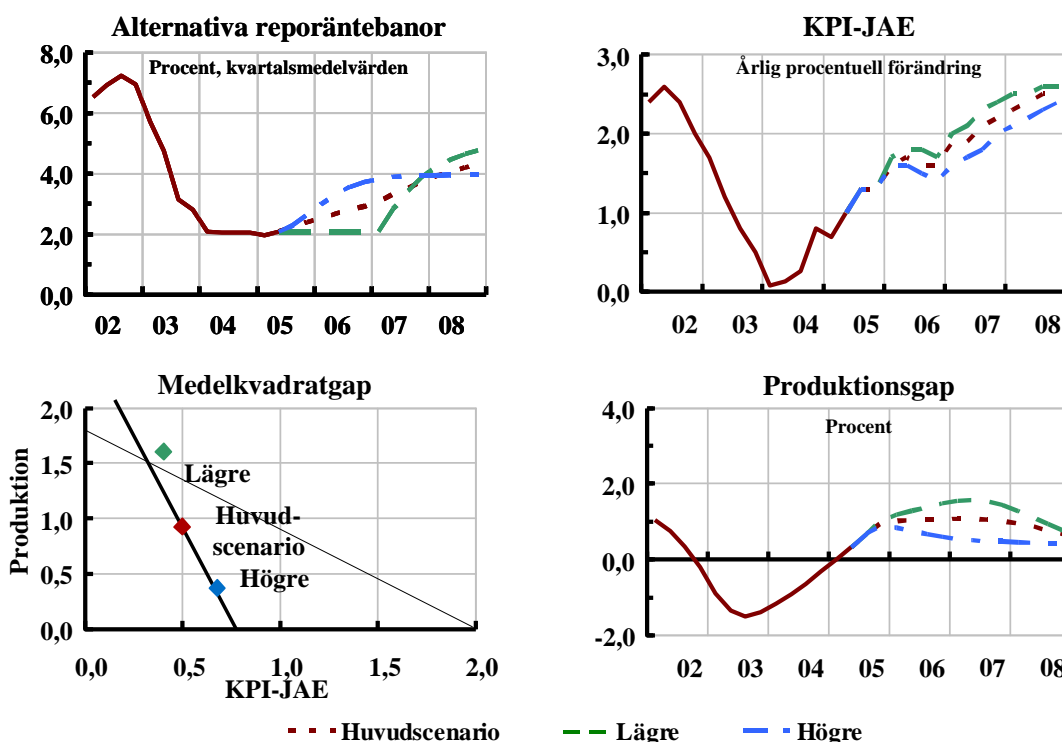 Alternativa reporäntebanor
Procent, kvartalsmedelvärden
8,0
6,0
4,0
2,0
0,0
02 03 04 05 06 07 08
KPI-JAE
Årlig procentuell förändring
3,0
2,0
1,0
0,0
02 03 04 05 06 07 08
Medelkvadratgap
Produktion
2,0
1,5
1,0
0,5
0,0
Lägre
Huvud-
scenario
Högre
0,0 0,5 1,0 1,5 2,0
KPI-JAE
Produktionsgap
Procent
4,0
2,0
0,0
-2,0
02 03 04 05 06 07 08
Huvudscenario Lägre Högre